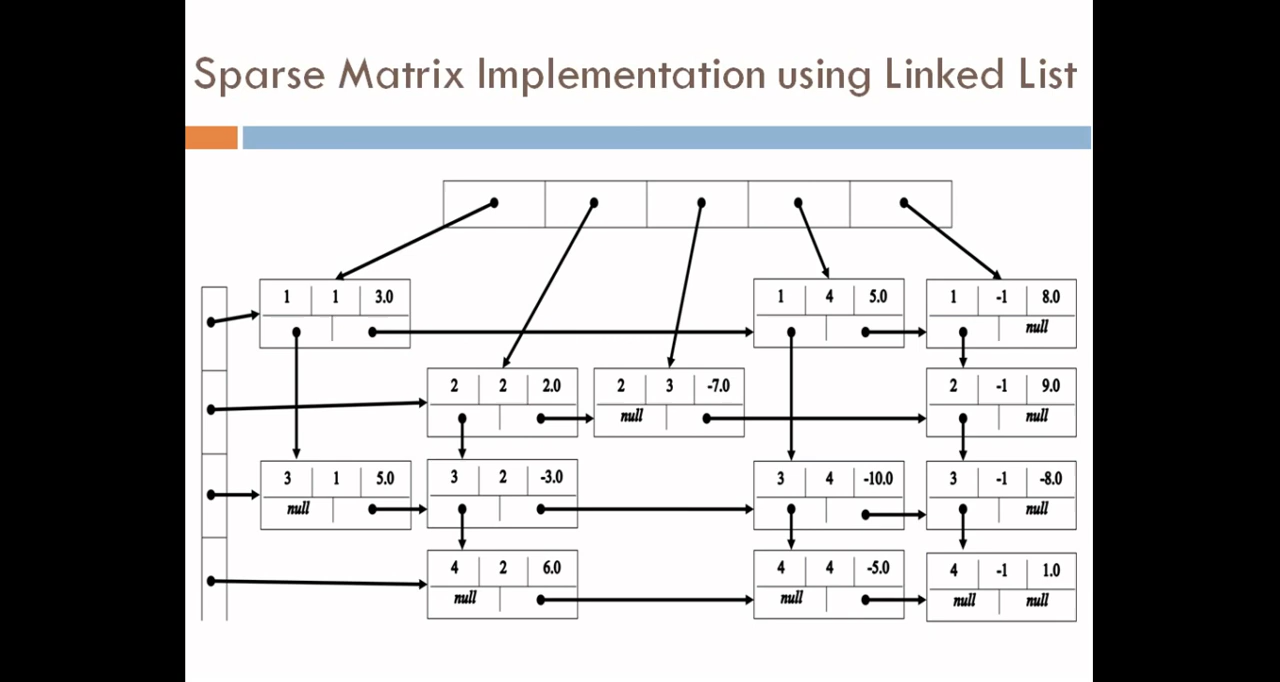 Sparse Matrix Implementation using Linked List
1 1 3.0
1 4 5.0
1 -1 8.0
null
2 2 2.0
2 3 -7.0
null
2 -1 9.0
null
3 1 5.0
null
3 2 -3.0
3 4 -10.0
3 -1 -8.0
null
4 2 6.0
null
4 4 -5.0
null
4 -1 1.0
null null